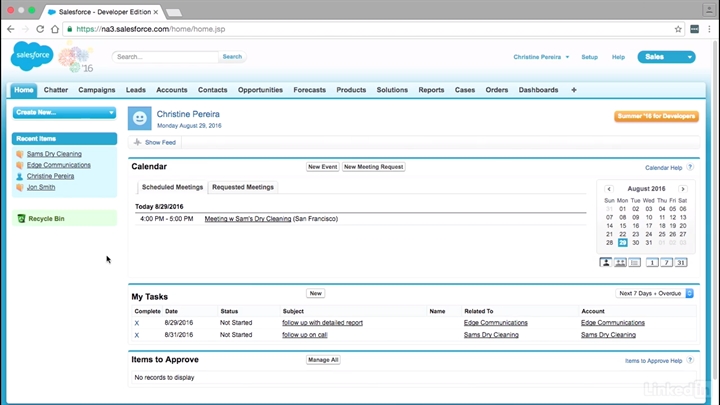 Salesforce - Developer Edition
https://na3.salesforce.com/home/home.jsp
salesforce
'16
Search...
Search
Christine Pereira
Setup
Help
Sales
Home
Chatter
Campaigns
Leads
Accounts
Contacts
Opportunities
Forecasts
Products
Solutions
Reports
Cases
Orders
Dashboards
+
Create New...
Recent Items
Sams Dry Cleaning
Edge Communications
Christine Pereira
Jon Smith
Recycle Bin
Christine Pereira
Monday August 29, 2016
Summer '16 for Developers
Show Feed
Calendar
New Event
New Meeting Request
Calendar Help
?
Scheduled Meetings
Requested Meetings
Today 8/29/2016
4:00 PM - 5:00 PM Meeting w Sam's Dry Cleaning (San Francisco)
August 2016
Sun Mon Tue Wed Thu Fri Sat
31 01 02 03 04 05 06
07 08 09 10 11 12 13
14 15 16 17 18 19 20
21 22 23 24 25 26 27
28 29 30 31 01 02 03
1 7 31
My Tasks
New
Next 7 Days + Overdue
Complete Date Status Subject Name Related To Account
X 8/29/2016 Not Started follow up with detailed report Edge Communications Edge Communications
X 8/31/2016 Not Started follow up on call Sams Dry Cleaning Sams Dry Cleaning
Items to Approve
Manage All
Items to Approve Help
?
No records to display
LinkedIn